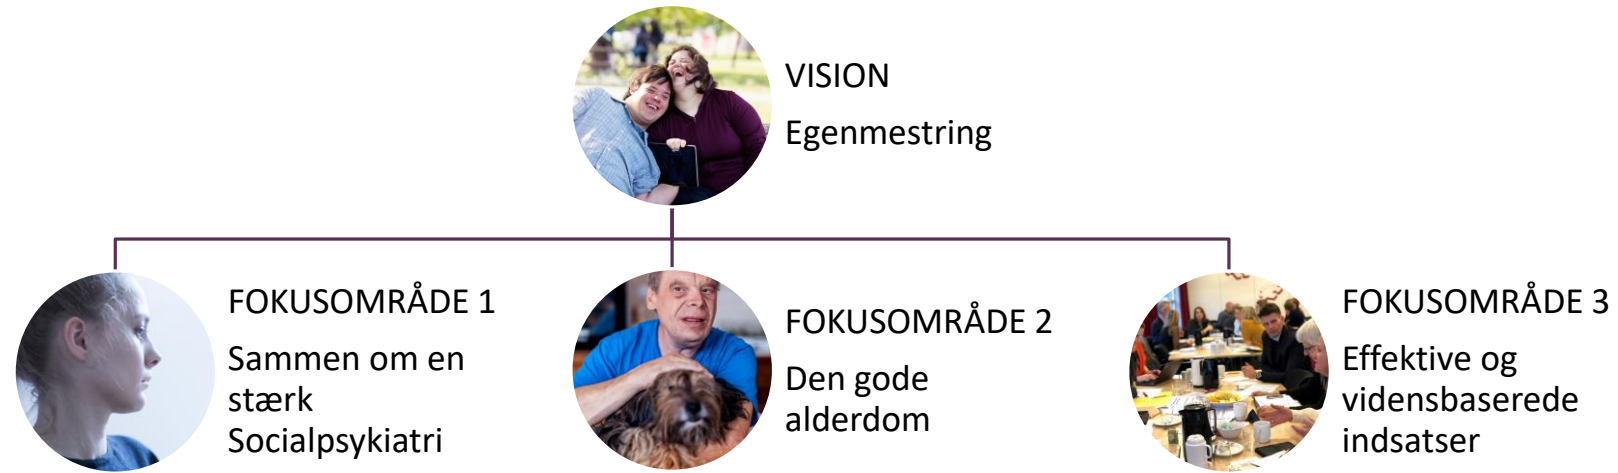 VISION
Egenmestring
FOKUSOMRÅDE 1
Sammen om en
stærk
Socialpsykiatri
FOKUSOMRÅDE 2
Den gode
alderdom
FOKUSOMRÅDE 3
Effektive og
vidensbaserede
indsatser